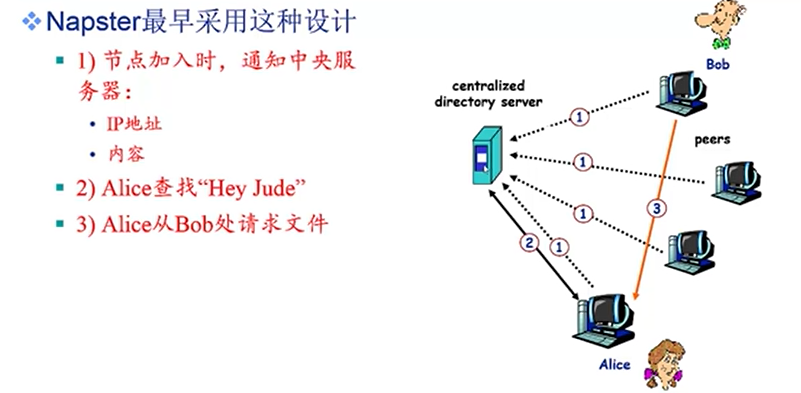 Napster最早采用这种设计
1) 节点加入时，通知中央服
务器：
IP地址
内容
2) Alice查找“Hey Jude”
3) Alice从Bob处请求文件
centralized
directory server
Bob
peers
1
1
1
3
2
1
Alice